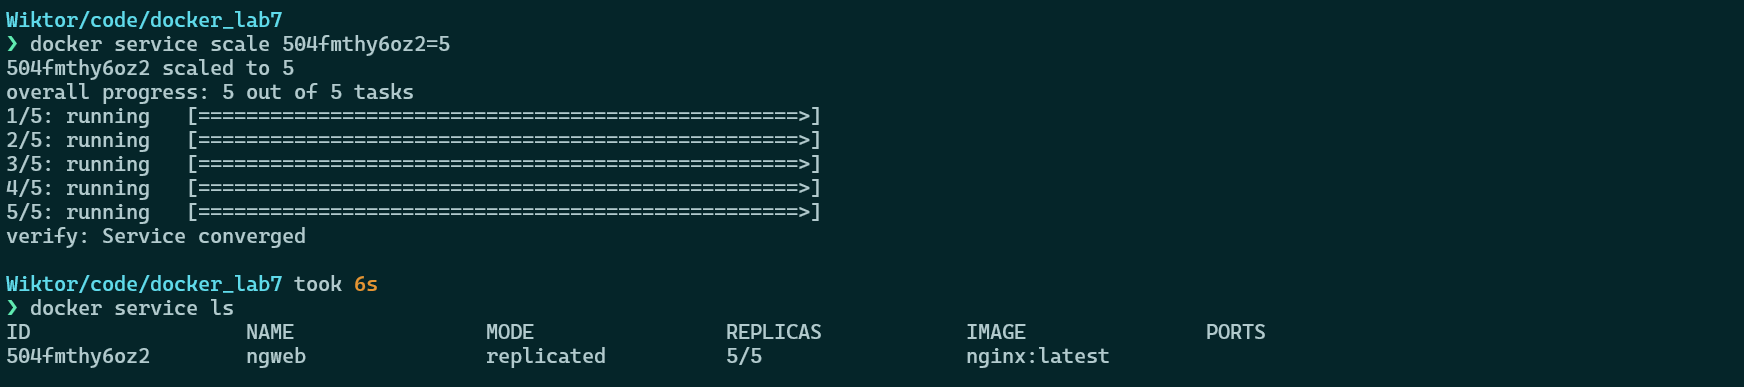 Wiktor/code/docker_lab7
❯ docker service scale 504fmthy6oz2=5
504fmthy6oz2 scaled to 5
overall progress: 5 out of 5 tasks
1/5: running   [==================================================>]
2/5: running   [==================================================>]
3/5: running   [==================================================>]
4/5: running   [==================================================>]
5/5: running   [==================================================>]
verify: Service converged
Wiktor/code/docker_lab7 took 6s
❯ docker service ls
ID                  NAME                MODE                REPLICAS            IMAGE               PORTS
504fmthy6oz2        ngweb               replicated          5/5                 nginx:latest